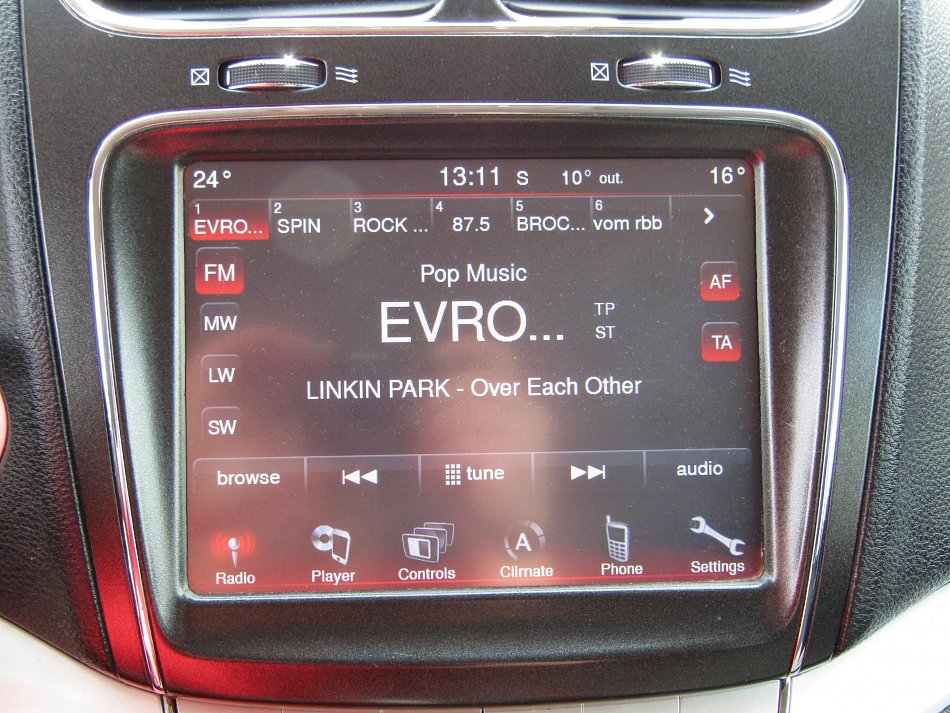 24° 13:11 S 10° out. 16°
1 2 3 4 5 6
EVRO... SPIN ROCK ... 87.5 BROC... vom rbb
FM Pop Music AF
EVRO... TP
ST
MW
TA
LW LINKIN PARK - Over Each Other
SW
browse tune audio
A
Radio Player Controls Climate Phone Settings